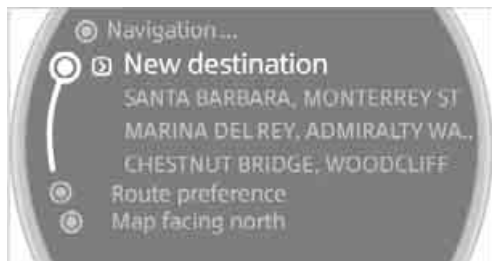 Navigation...
New destination
SANTA BARBARA, MONTERREY ST
MARINA DEL REY, ADMIRALTY WA..
CHESTNUT BRIDGE, WOODCLIFF
Route preference
Map facing north